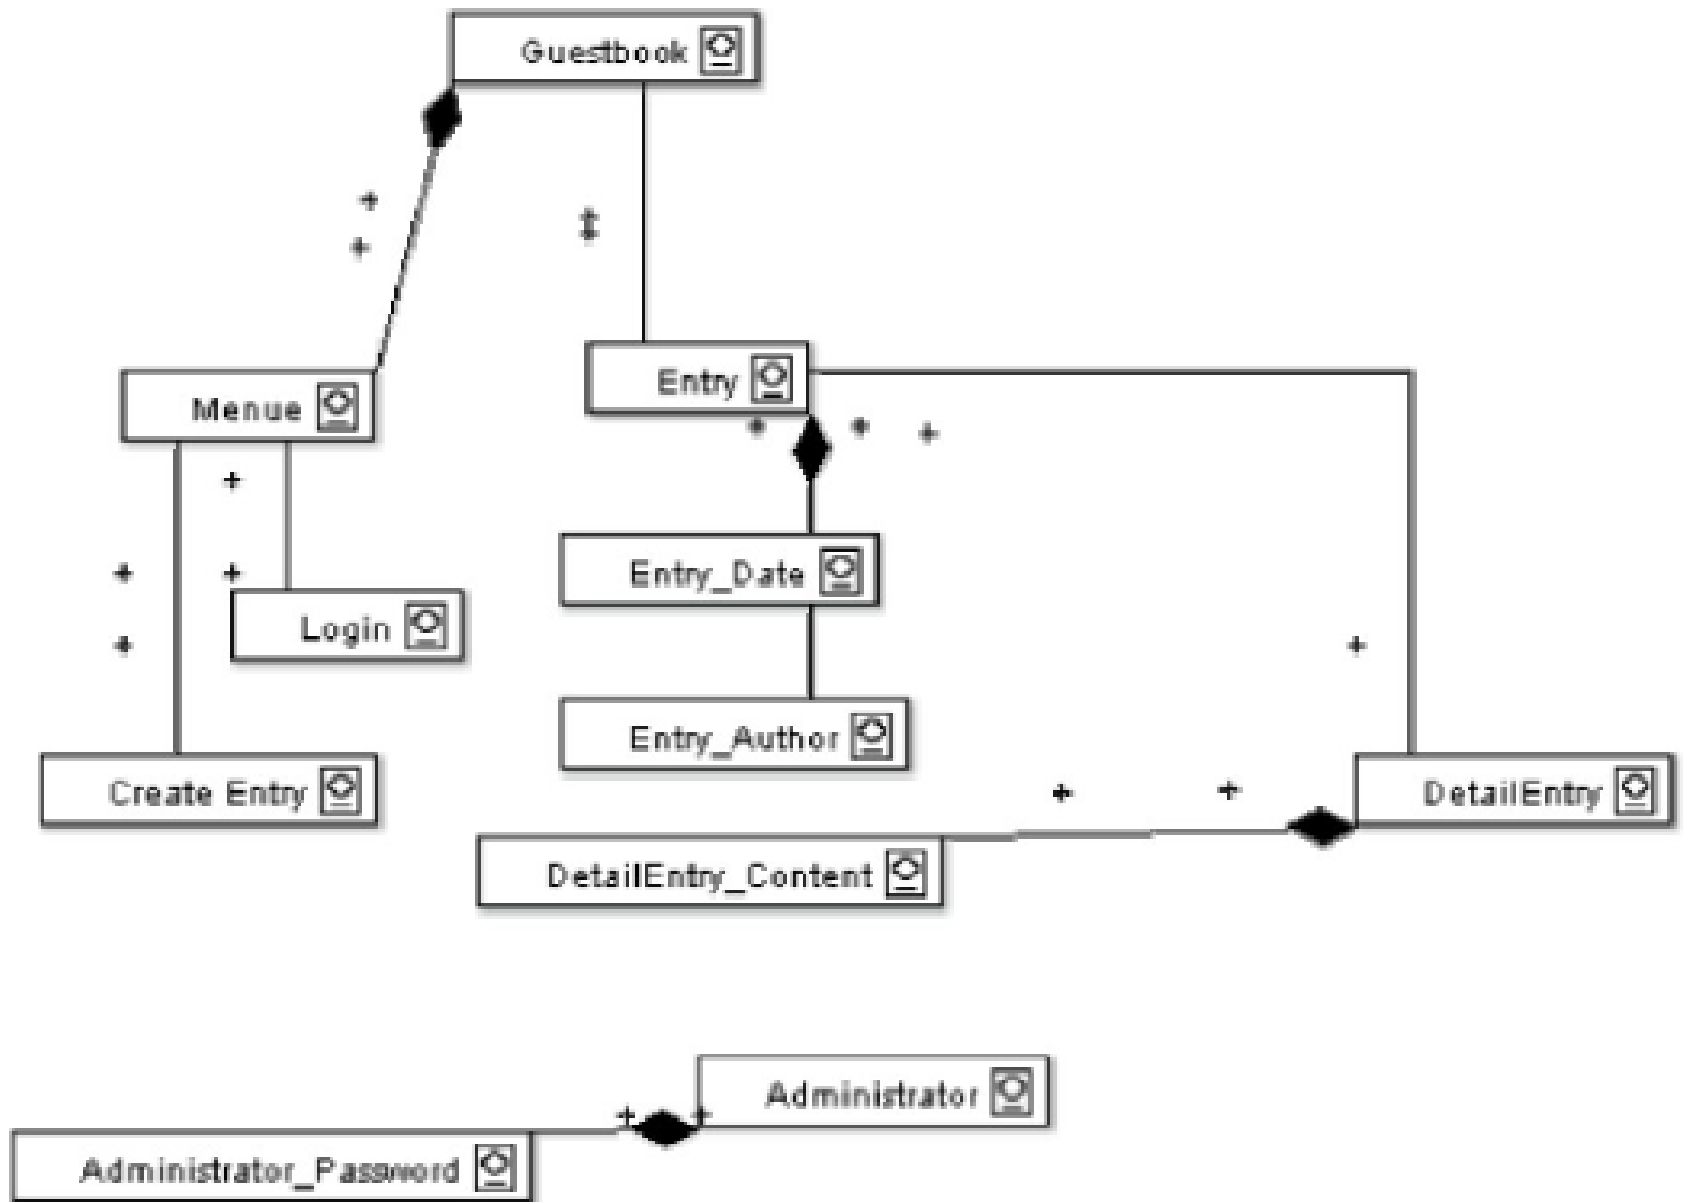 Guestbook
Entry
Menue
Entry_Date
Login
Entry_Author
Create Entry
DetailEntry
DetailEntry_Content
Administrator
Administrator_Password